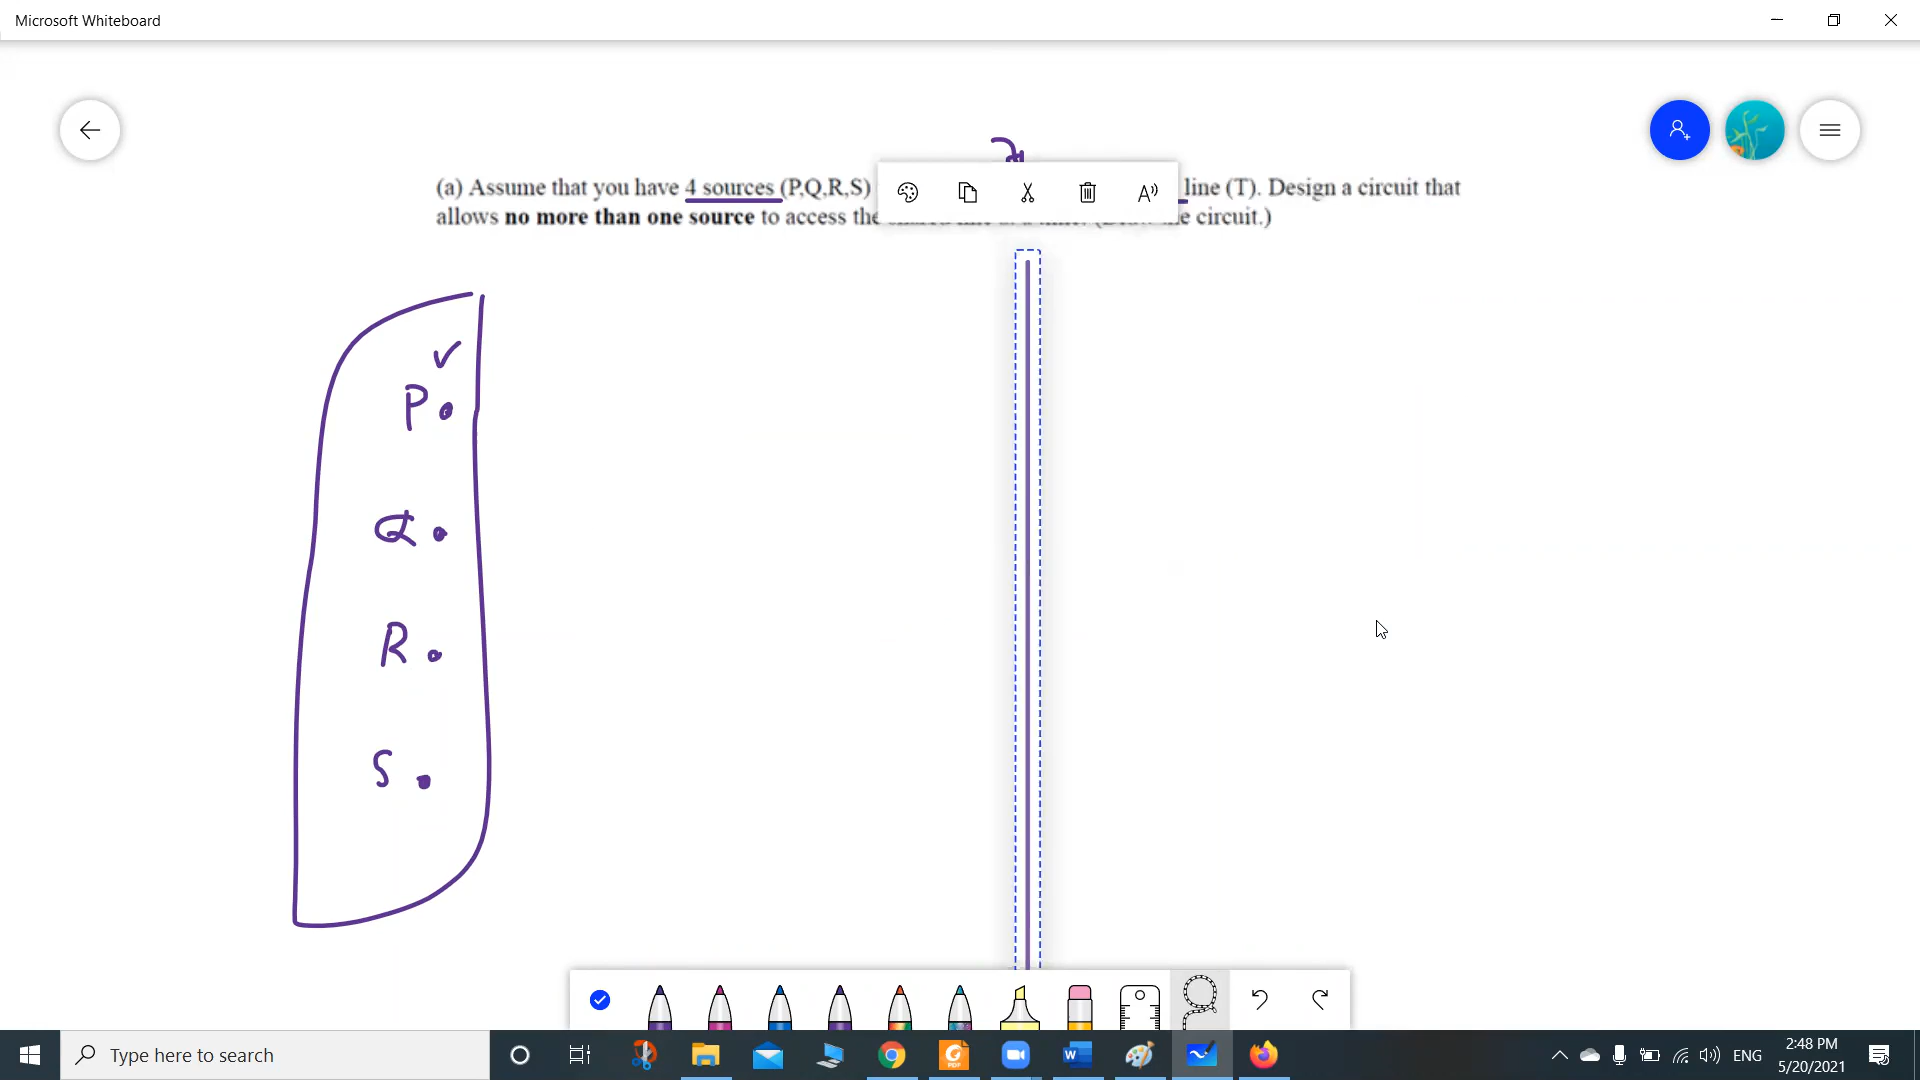 Microsoft Whiteboard
(a) Assume that you have 4 sources (P,Q,R,S) line (T). Design a circuit that
allows no more than one source to access the circuit.)
P
Q
R
S
Type here to search
ENG
2:48 PM
5/20/2021